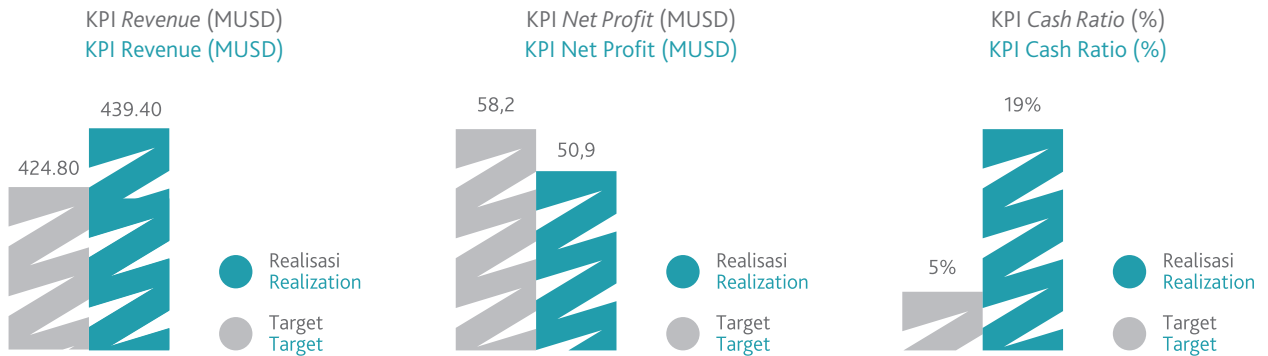 KPI Revenue (MUSD)
KPI Revenue (MUSD)
439.40
424.80
Realisasi
Realization
Target
Target
KPI Net Profit (MUSD)
KPI Net Profit (MUSD)
58,2
50,9
Realisasi
Realization
Target
Target
KPI Cash Ratio (%)
KPI Cash Ratio (%)
19%
5%
Realisasi
Realization
Target
Target